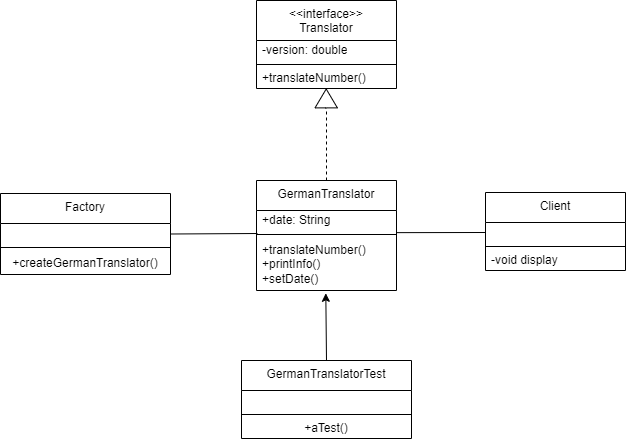 <<interface>>
Translator
-version: double
+translateNumber()
GermanTranslator
+date: String
+translateNumber()
+printInfo()
+setDate()
Factory
+createGermanTranslator()
Client
-void display
GermanTranslatorTest
+aTest()